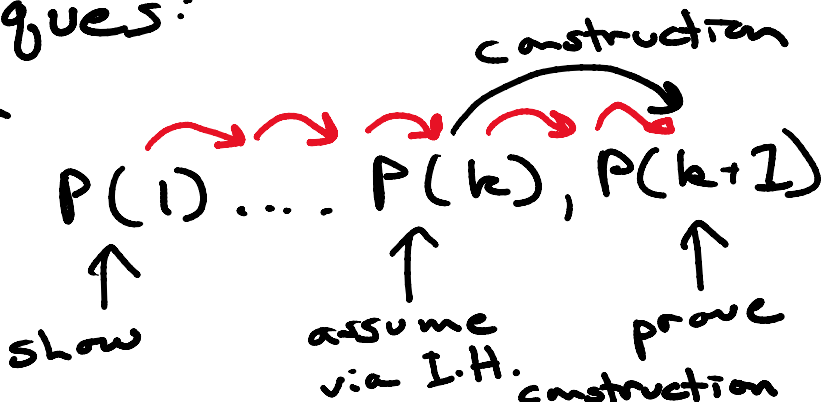 ques:
construction
P(1) .... P(k), P(k+1)
show assume prove
via I.H. construction